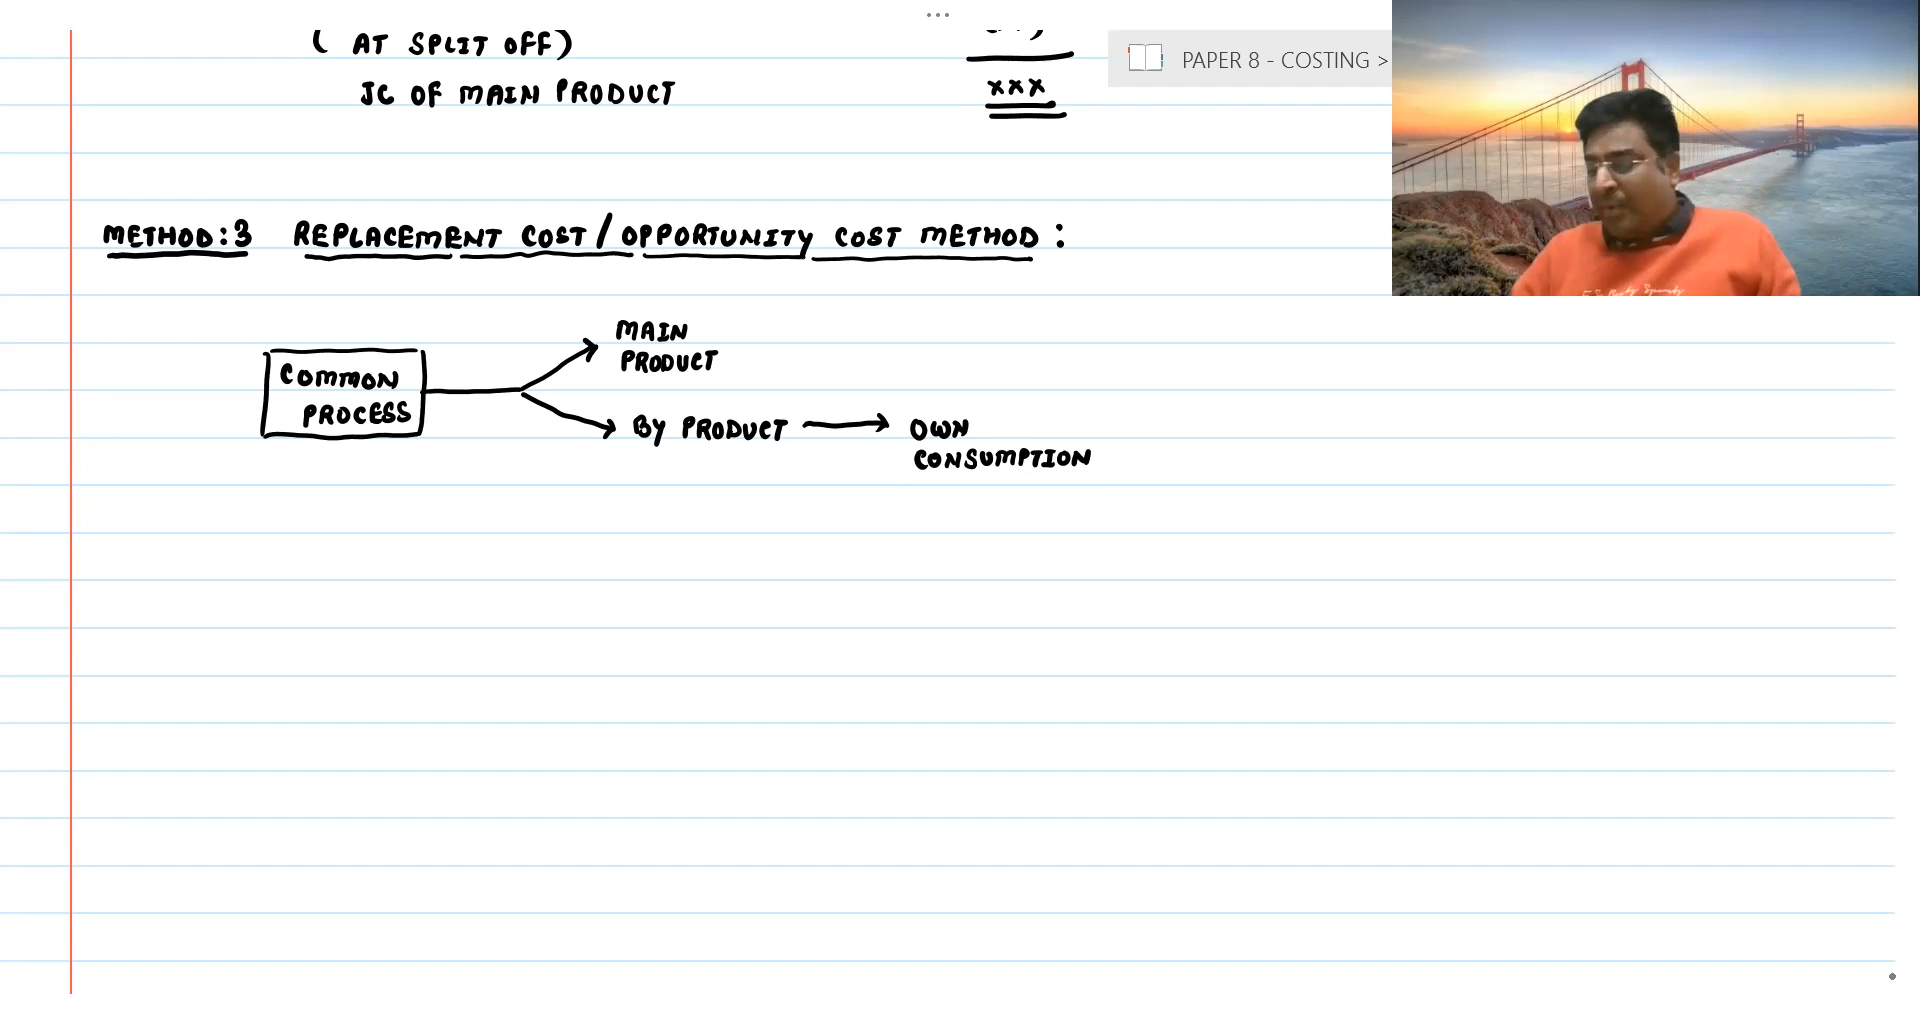 ( AT SPLIT OFF)
JC OF MAIN PRODUCT xxx
PAPER 8 - COSTING >
METHOD:3 REPLACEMENT COST/OPPORTUNITY COST METHOD:
COMMON
PROCESS
MAIN
PRODUCT
BY PRODUCT
OWN
CONSUMPTION